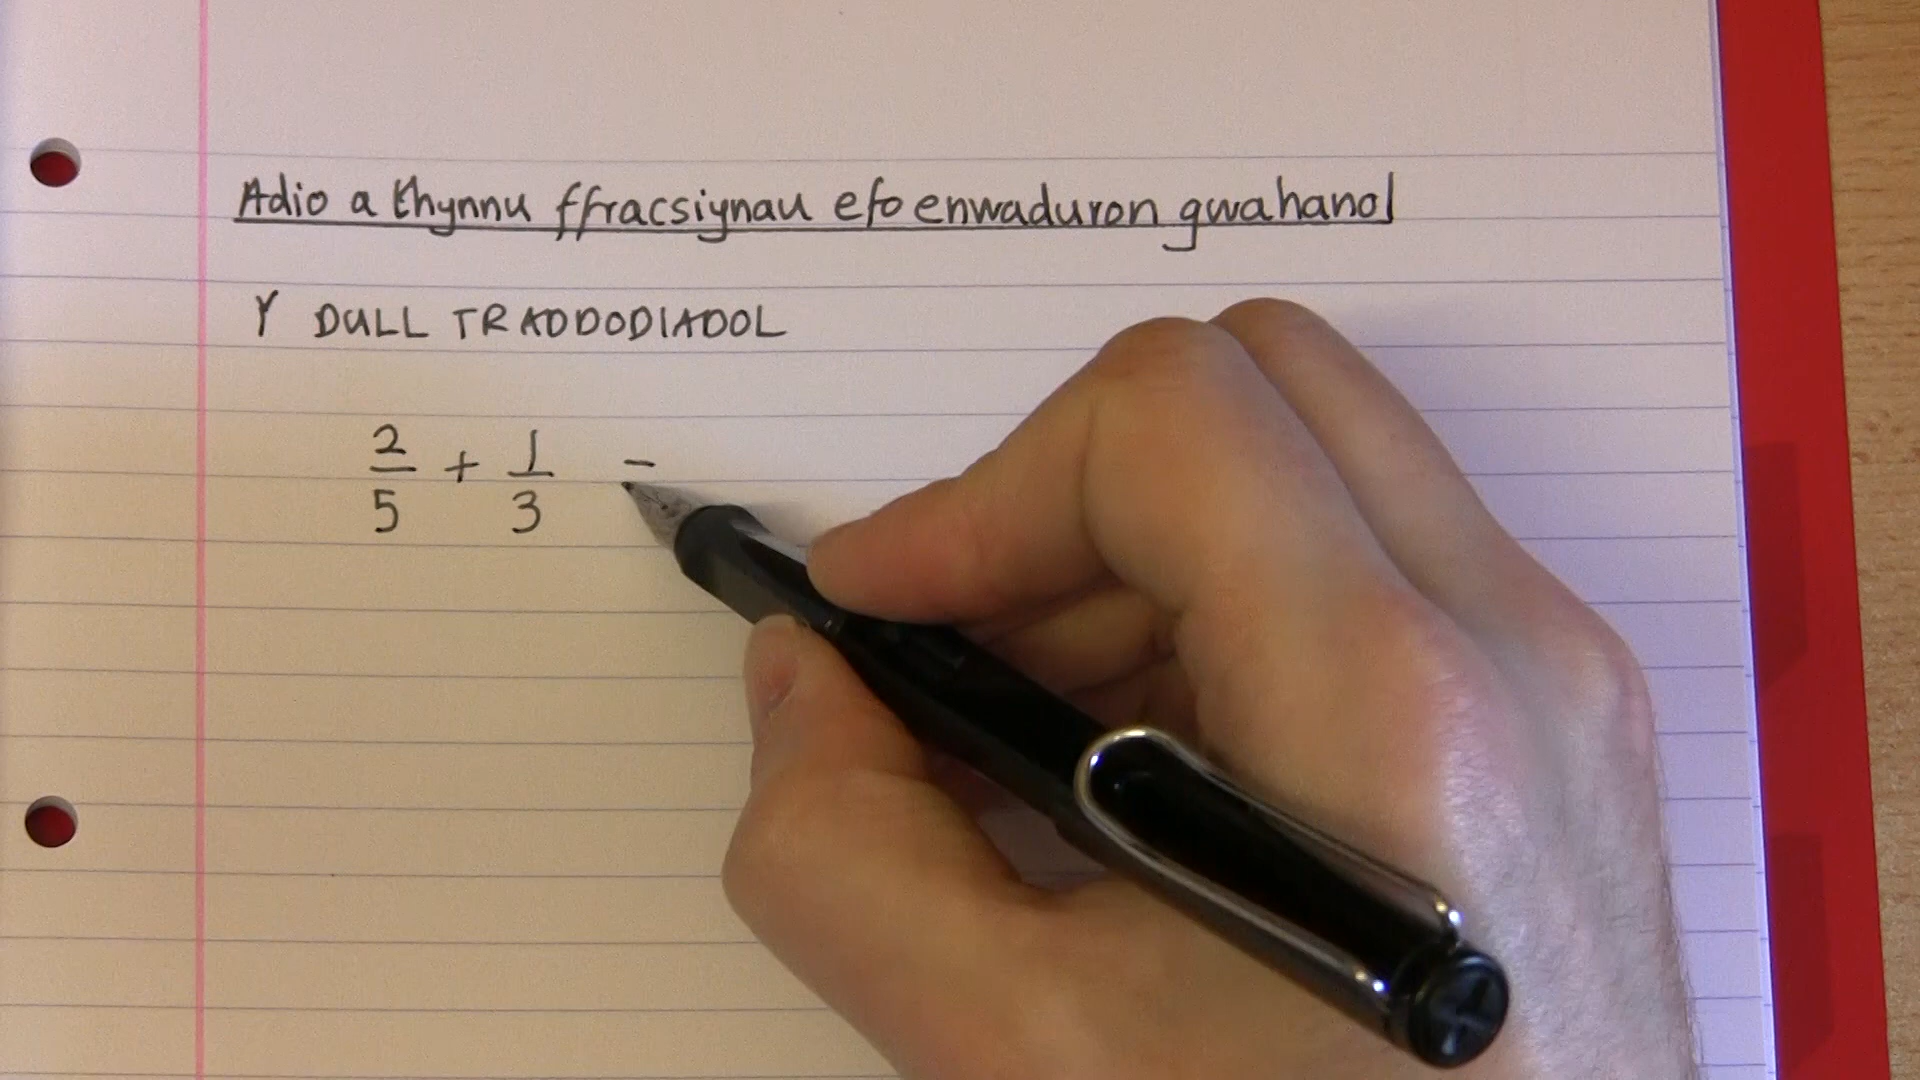 Adio a thynnu ffracsiynau efo enwaduron gwahanol
Y DULL TRADDODIADOL
2/5 + 1/3 =